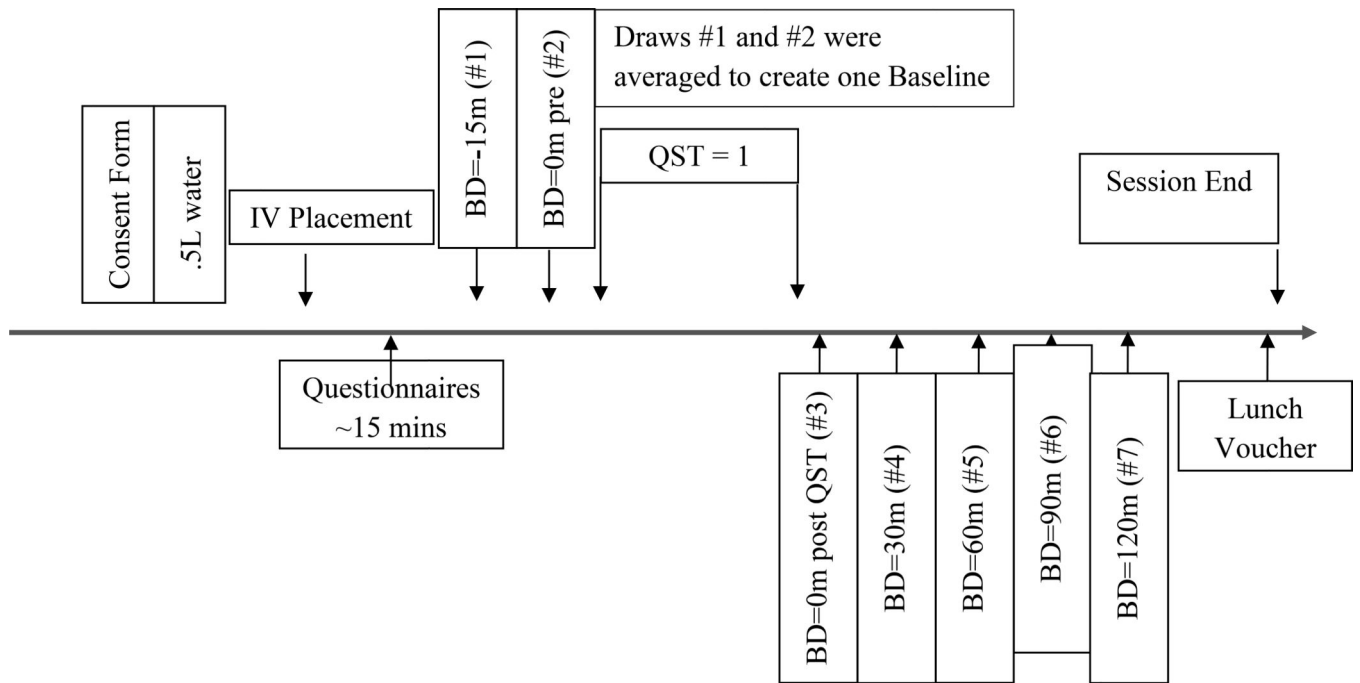 Consent Form
.5L water
IV Placement
BD=-15m (#1)
BD=0m pre (#2)
Draws #1 and #2 were
averaged to create one Baseline
QST = 1
Session End
Questionnaires
~15 mins
BD=0m post QST (#3)
BD=30m (#4)
BD=60m (#5)
BD=90m (#6)
BD=120m (#7)
Lunch
Voucher